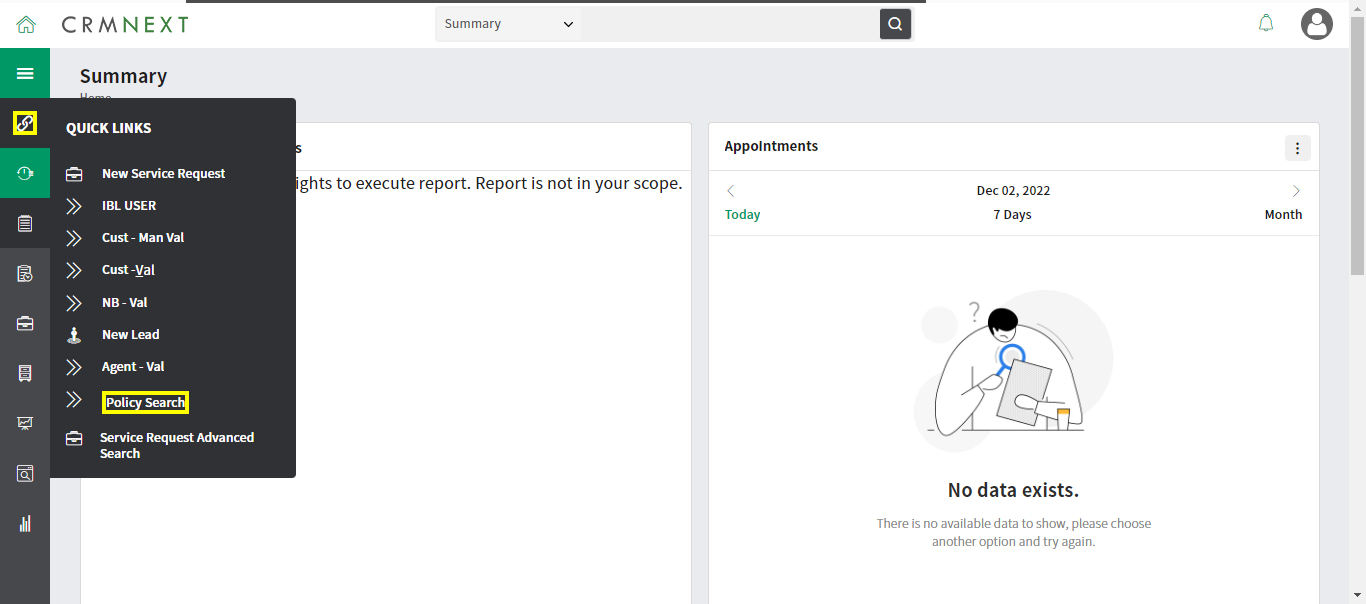 CRMNEXT
Summary
Summary
Home
QUICK LINKS
New Service Request
IBL USER
Cust - Man Val
Cust -Val
NB - Val
New Lead
Agent - Val
Policy Search
Service Request Advanced
Search
s
ights to execute report. Report is not in your scope.
Appointments
Dec 02, 2022
Today
7 Days
Month
?
No data exists.
There is no available data to show, please choose
another option and try again.